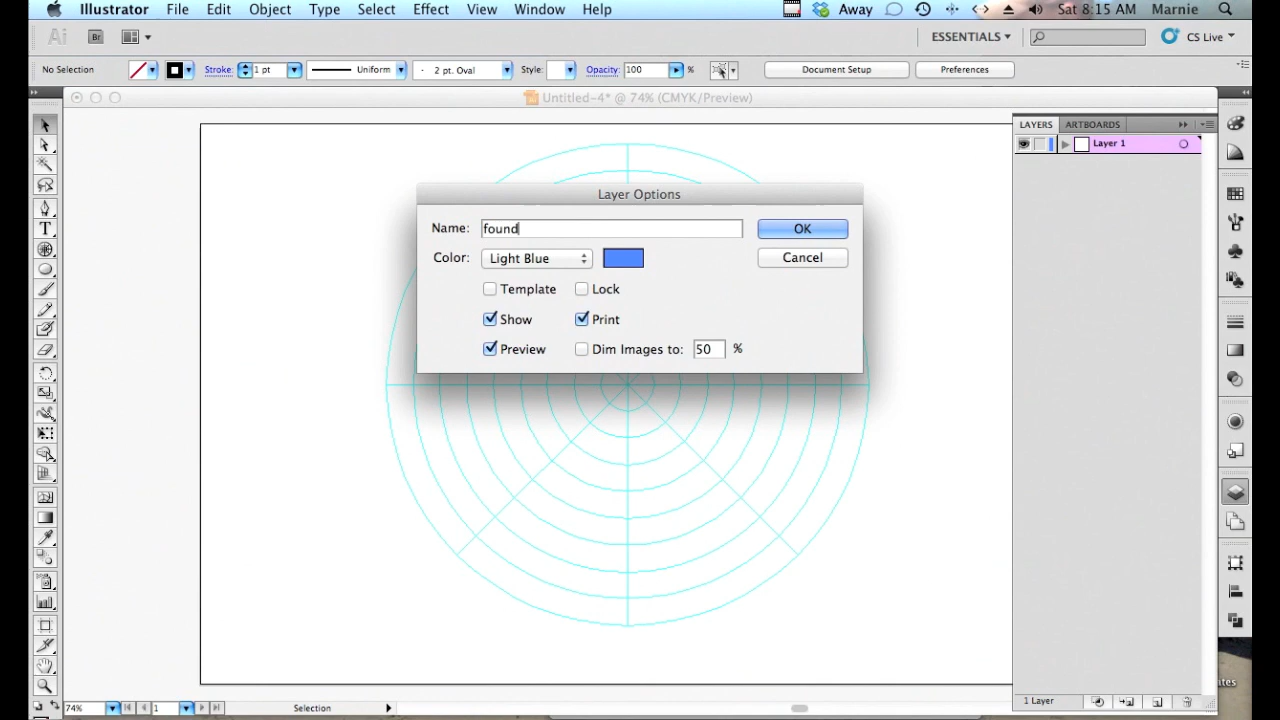 Illustrator File Edit Object Type Select Effect View Window Help Away Sat 8:15 AM Marnie
Ai Br ESSENTIALS CS Live
No Selection Stroke: 1 pt Uniform 2 pt. Oval Style: Opacity: 100 % Document Setup Preferences
Untitled-4* @ 74% (CMYK/Preview)
LAYERS ARTBOARDS
Layer 1
Layer Options
Name: found OK
Color: Light Blue Cancel
Template Lock
Show Print
Preview Dim Images to: 50 %
74% 1 Selection 1 Layer